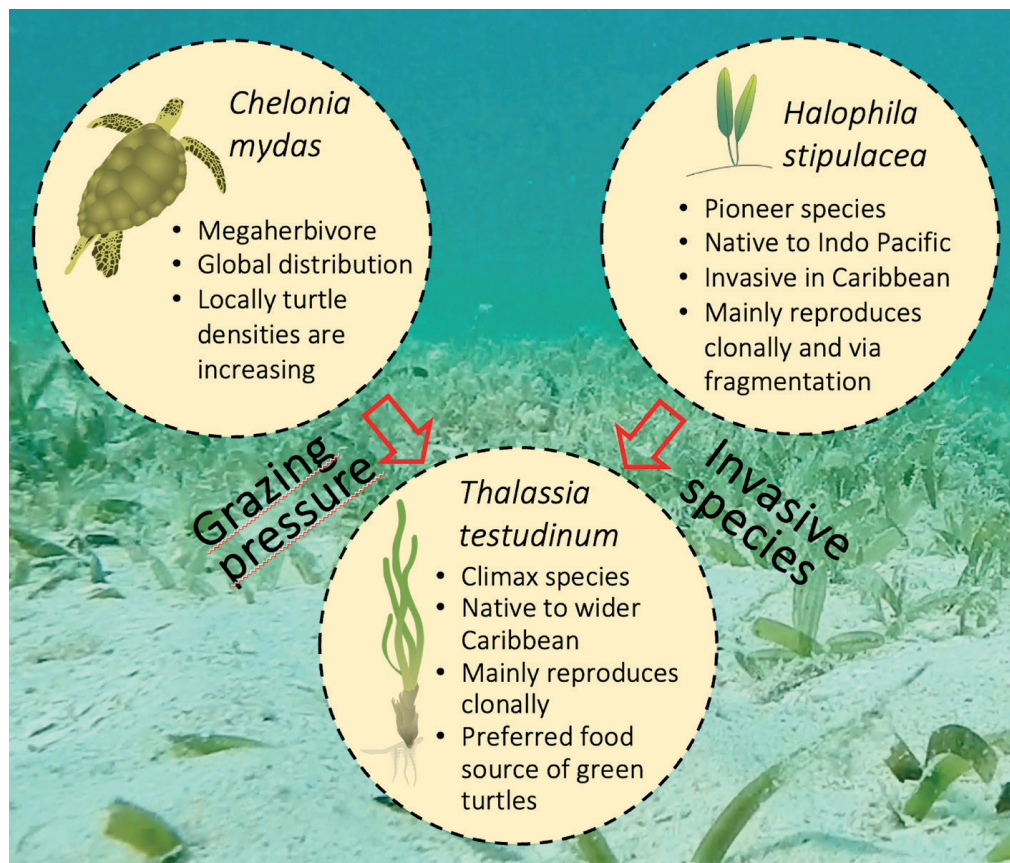 Chelonia
mydas
• Megaherbivore
• Global distribution
• Locally turtle
densities are
increasing
Halophila
stipulacea
• Pioneer species
• Native to Indo Pacific
• Invasive in Caribbean
• Mainly reproduces
clonally and via
fragmentation
Grazing
pressure
Invasive
species
Thalassia
testudinum
• Climax species
• Native to wider
Caribbean
• Mainly reproduces
clonally
• Preferred food
source of green
turtles